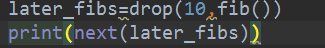 later_fibs=drop(10,fib())
print(next(later_fibs))